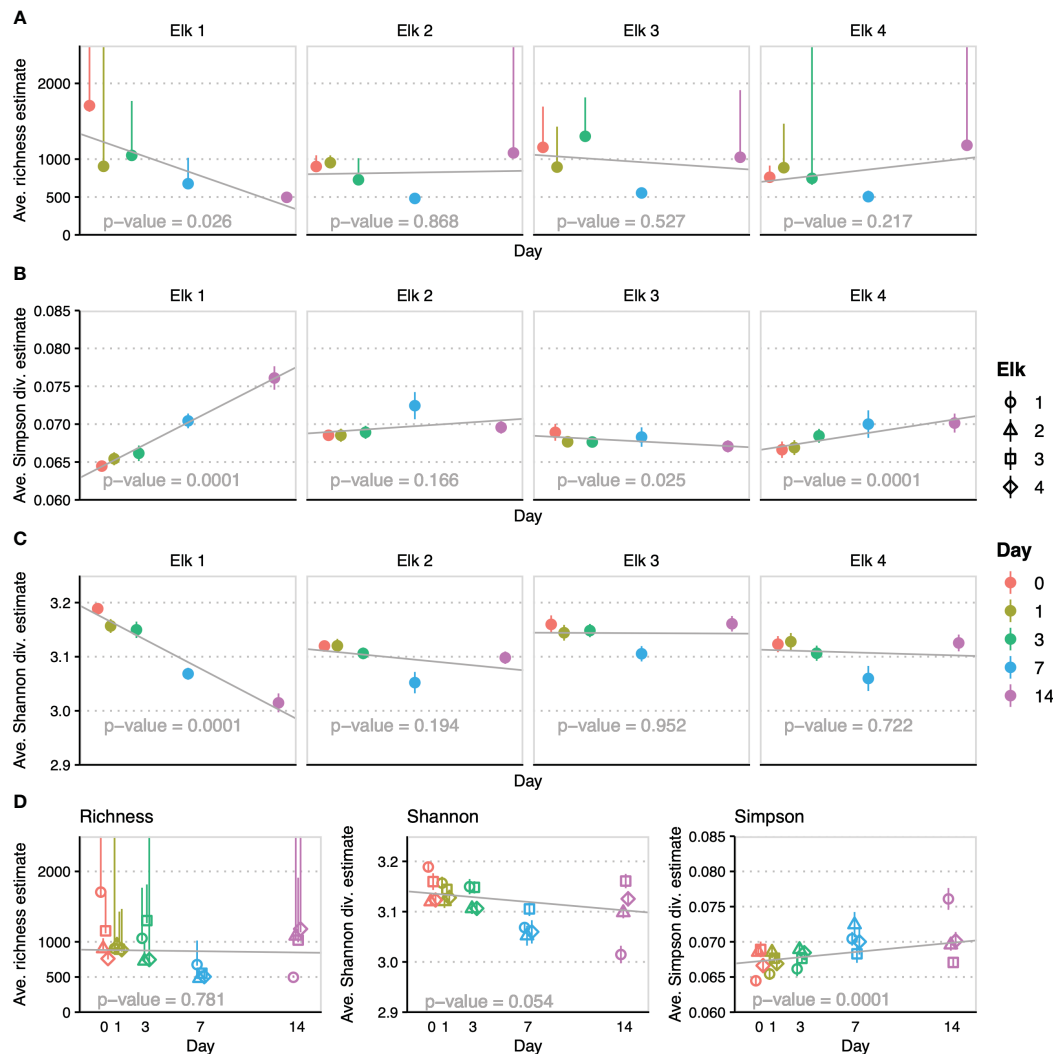 A
Elk 1 Elk 2 Elk 3 Elk 4
Ave. richness estimate
2000
1000
500
0
p−value = 0.026 p−value = 0.868 p−value = 0.527 p−value = 0.217
Day
B
Elk 1 Elk 2 Elk 3 Elk 4
Ave. Simpson div. estimate
0.085
0.080
0.075
0.070
0.065
0.060
p−value = 0.0001 p−value = 0.166 p−value = 0.025 p−value = 0.0001
Day
Elk
1
2
3
4
C
Elk 1 Elk 2 Elk 3 Elk 4
Ave. Shannon div. estimate
3.2
3.1
3.0
2.9
p−value = 0.0001 p−value = 0.194 p−value = 0.952 p−value = 0.722
Day
Day
0
1
3
7
14
D
Richness
Ave. richness estimate
2000
1000
500
0
p−value = 0.781
0 1 3 7 14
Day
Shannon
Ave. Shannon div. estimate
3.2
3.1
3.0
2.9
p−value = 0.054
0 1 3 7 14
Day
Simpson
Ave. Simpson div. estimate
0.085
0.075
0.070
0.065
0.060
p−value = 0.0001
0 1 3 7 14
Day